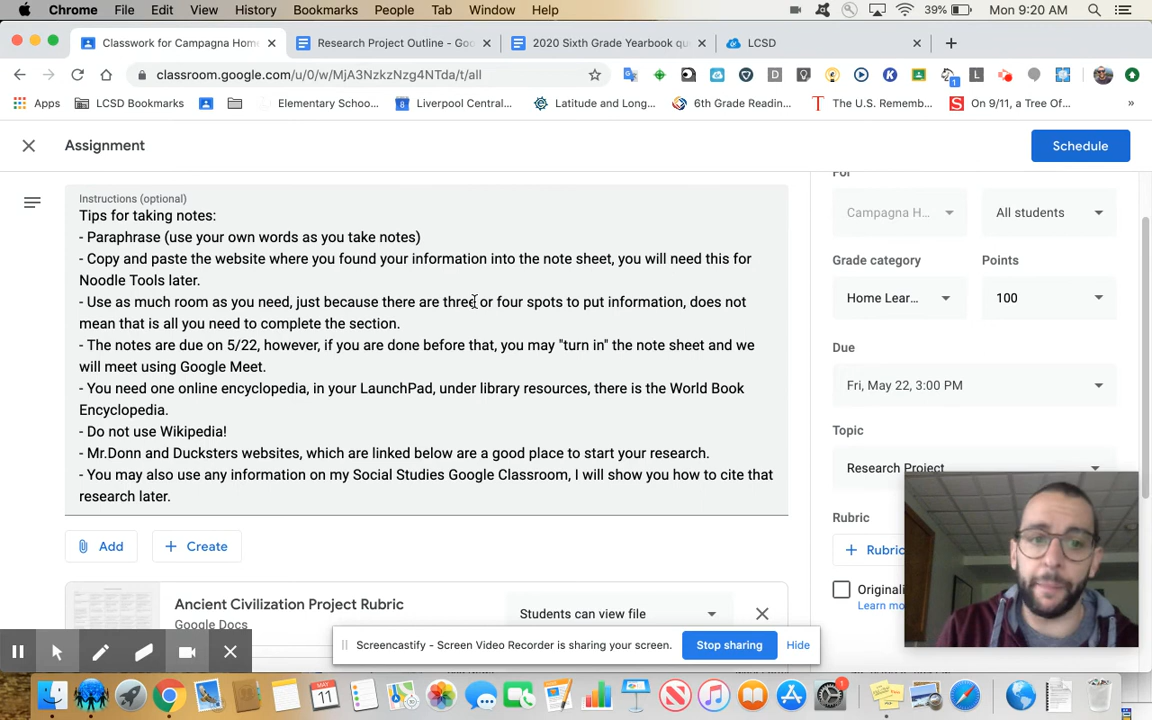 Chrome File Edit View History Bookmarks People Tab Window Help 39% Mon 9:20 AM
Classwork for Campagna Hom Research Project Outline - Goo 2020 Sixth Grade Yearbook qu LCSD
classroom.google.com/u/0/w/MjA3NzkzNzg4NTda/t/all
Apps LCSD Bookmarks Elementary Schoo... Liverpool Central... Latitude and Long... 6th Grade Readin... The U.S. Rememb... On 9/11, a Tree Of...
Assignment Schedule
For
Instructions (optional)
Tips for taking notes:
- Paraphrase (use your own words as you take notes)
- Copy and paste the website where you found your information into the note sheet, you will need this for
Noodle Tools later.
- Use as much room as you need, just because there are three or four spots to put information, does not
mean that is all you need to complete the section.
- The notes are due on 5/22, however, if you are done before that, you may "turn in" the note sheet and we
will meet using Google Meet.
- You need one online encyclopedia, in your LaunchPad, under library resources, there is the World Book
Encyclopedia.
- Do not use Wikipedia!
- Mr.Donn and Ducksters websites, which are linked below are a good place to start your research.
- You may also use any information on my Social Studies Google Classroom, I will show you how to cite that
research later.
Campagna H... All students
Grade category Points
Home Lear... 100
Due
Fri, May 22, 3:00 PM
Topic
Research Project
Rubric
+ Rubric
Originali
Learn mo
Add + Create
Ancient Civilization Project Rubric
Google Docs
Students can view file
Screencastify - Screen Video Recorder is sharing your screen. Stop sharing Hide
MAY
11